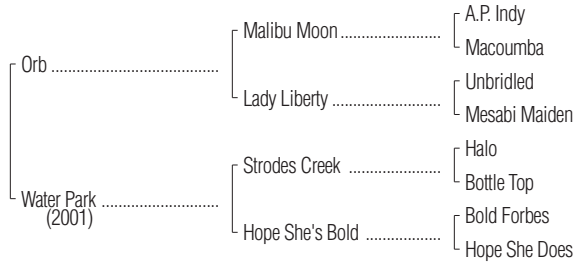 A.P. Indy
Malibu Moon
Macoumba
Orb
Unbridled
Lady Liberty
Mesabi Maiden
Halo
Strodes Creek
Bottle Top
Water Park
(2001)
Bold Forbes
Hope She's Bold
Hope She Does